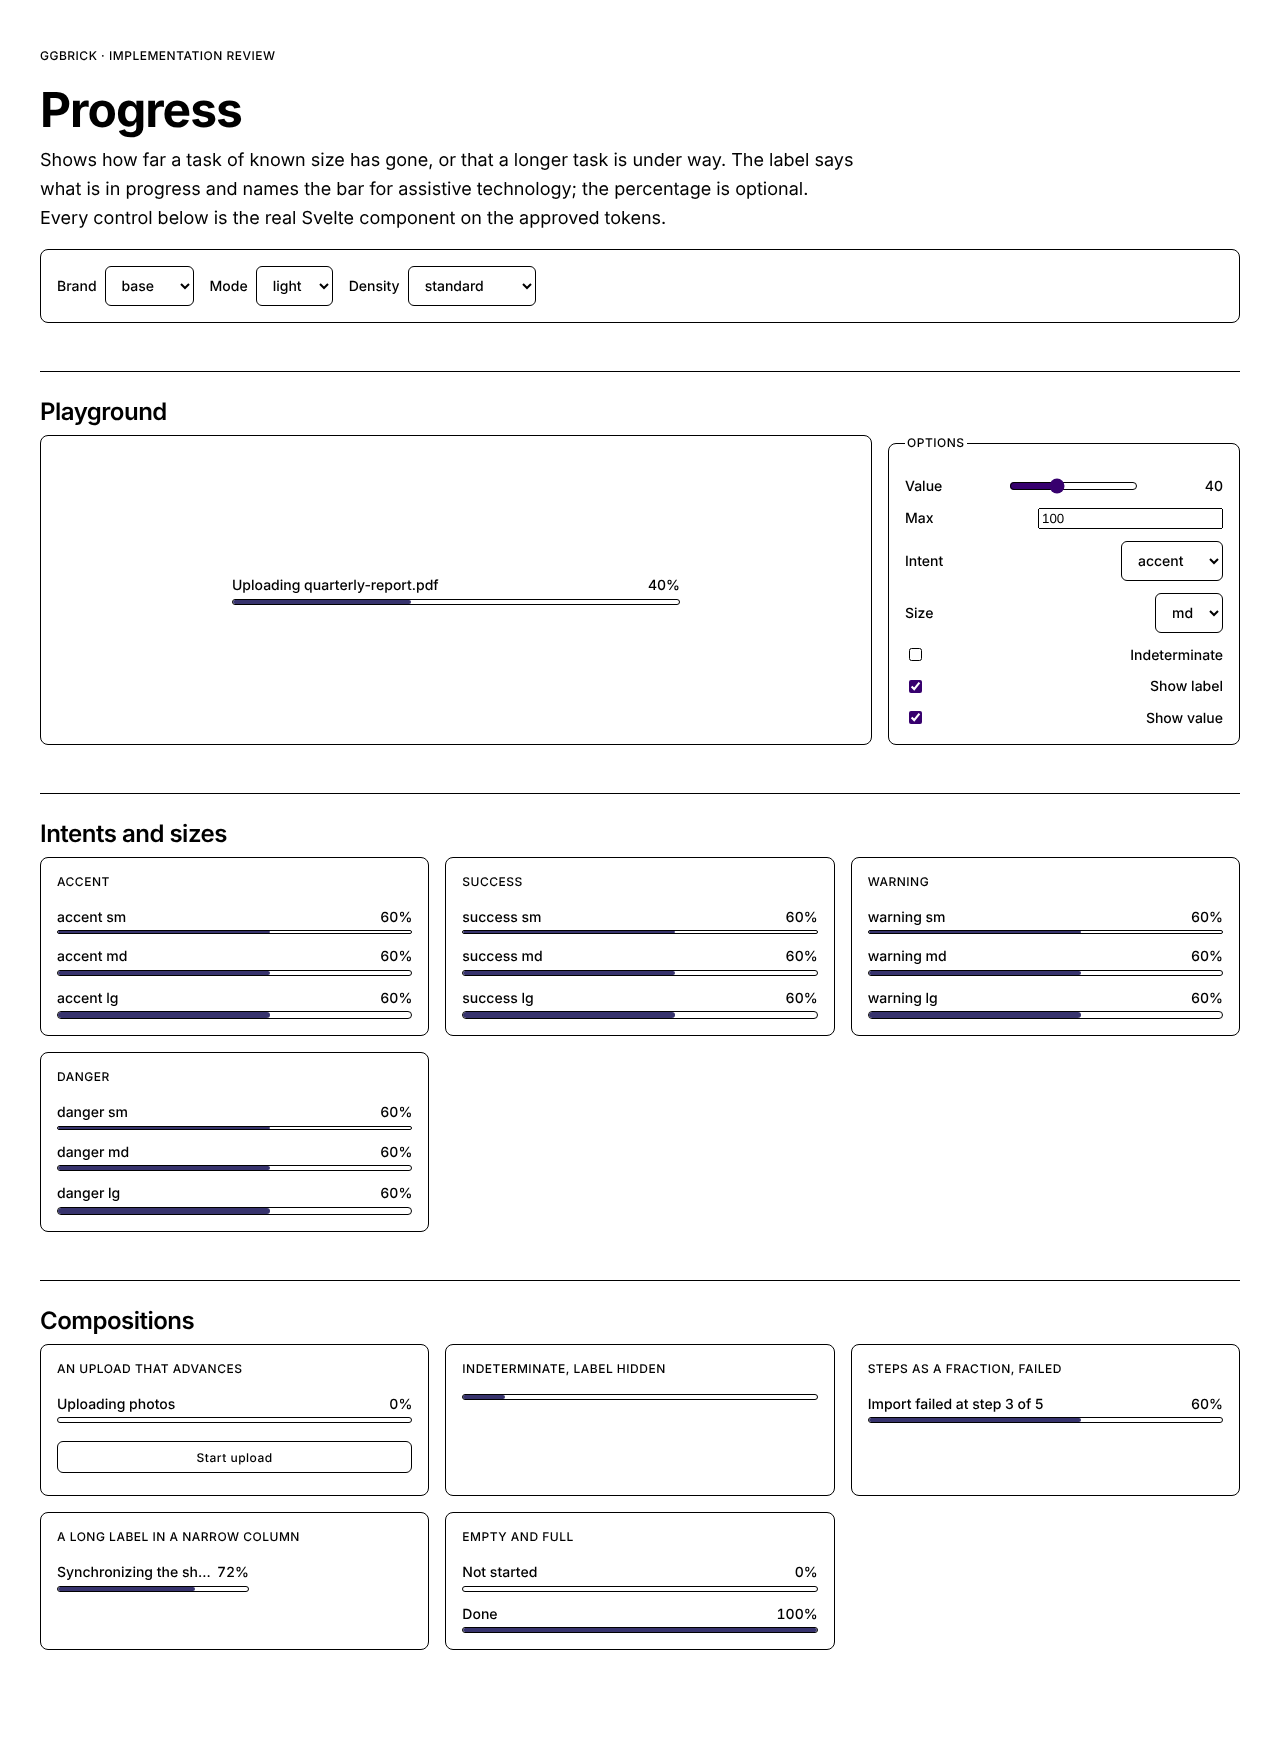 GGBRICK · IMPLEMENTATION REVIEW
Progress
Shows how far a task of known size has gone, or that a longer task is under way. The label says
what is in progress and names the bar for assistive technology; the percentage is optional.
Every control below is the real Svelte component on the approved tokens.
Brand base Mode light Density standard
Playground
Uploading quarterly-report.pdf 40%
OPTIONS
Value 40
Max 100
Intent accent
Size md
Indeterminate
Show label
Show value
Intents and sizes
ACCENT
accent sm 60%
accent md 60%
accent lg 60%
SUCCESS
success sm 60%
success md 60%
success lg 60%
WARNING
warning sm 60%
warning md 60%
warning lg 60%
DANGER
danger sm 60%
danger md 60%
danger lg 60%
Compositions
AN UPLOAD THAT ADVANCES
Uploading photos 0%
Start upload
INDETERMINATE, LABEL HIDDEN
STEPS AS A FRACTION, FAILED
Import failed at step 3 of 5 60%
A LONG LABEL IN A NARROW COLUMN
Synchronizing the sh... 72%
EMPTY AND FULL
Not started 0%
Done 100%